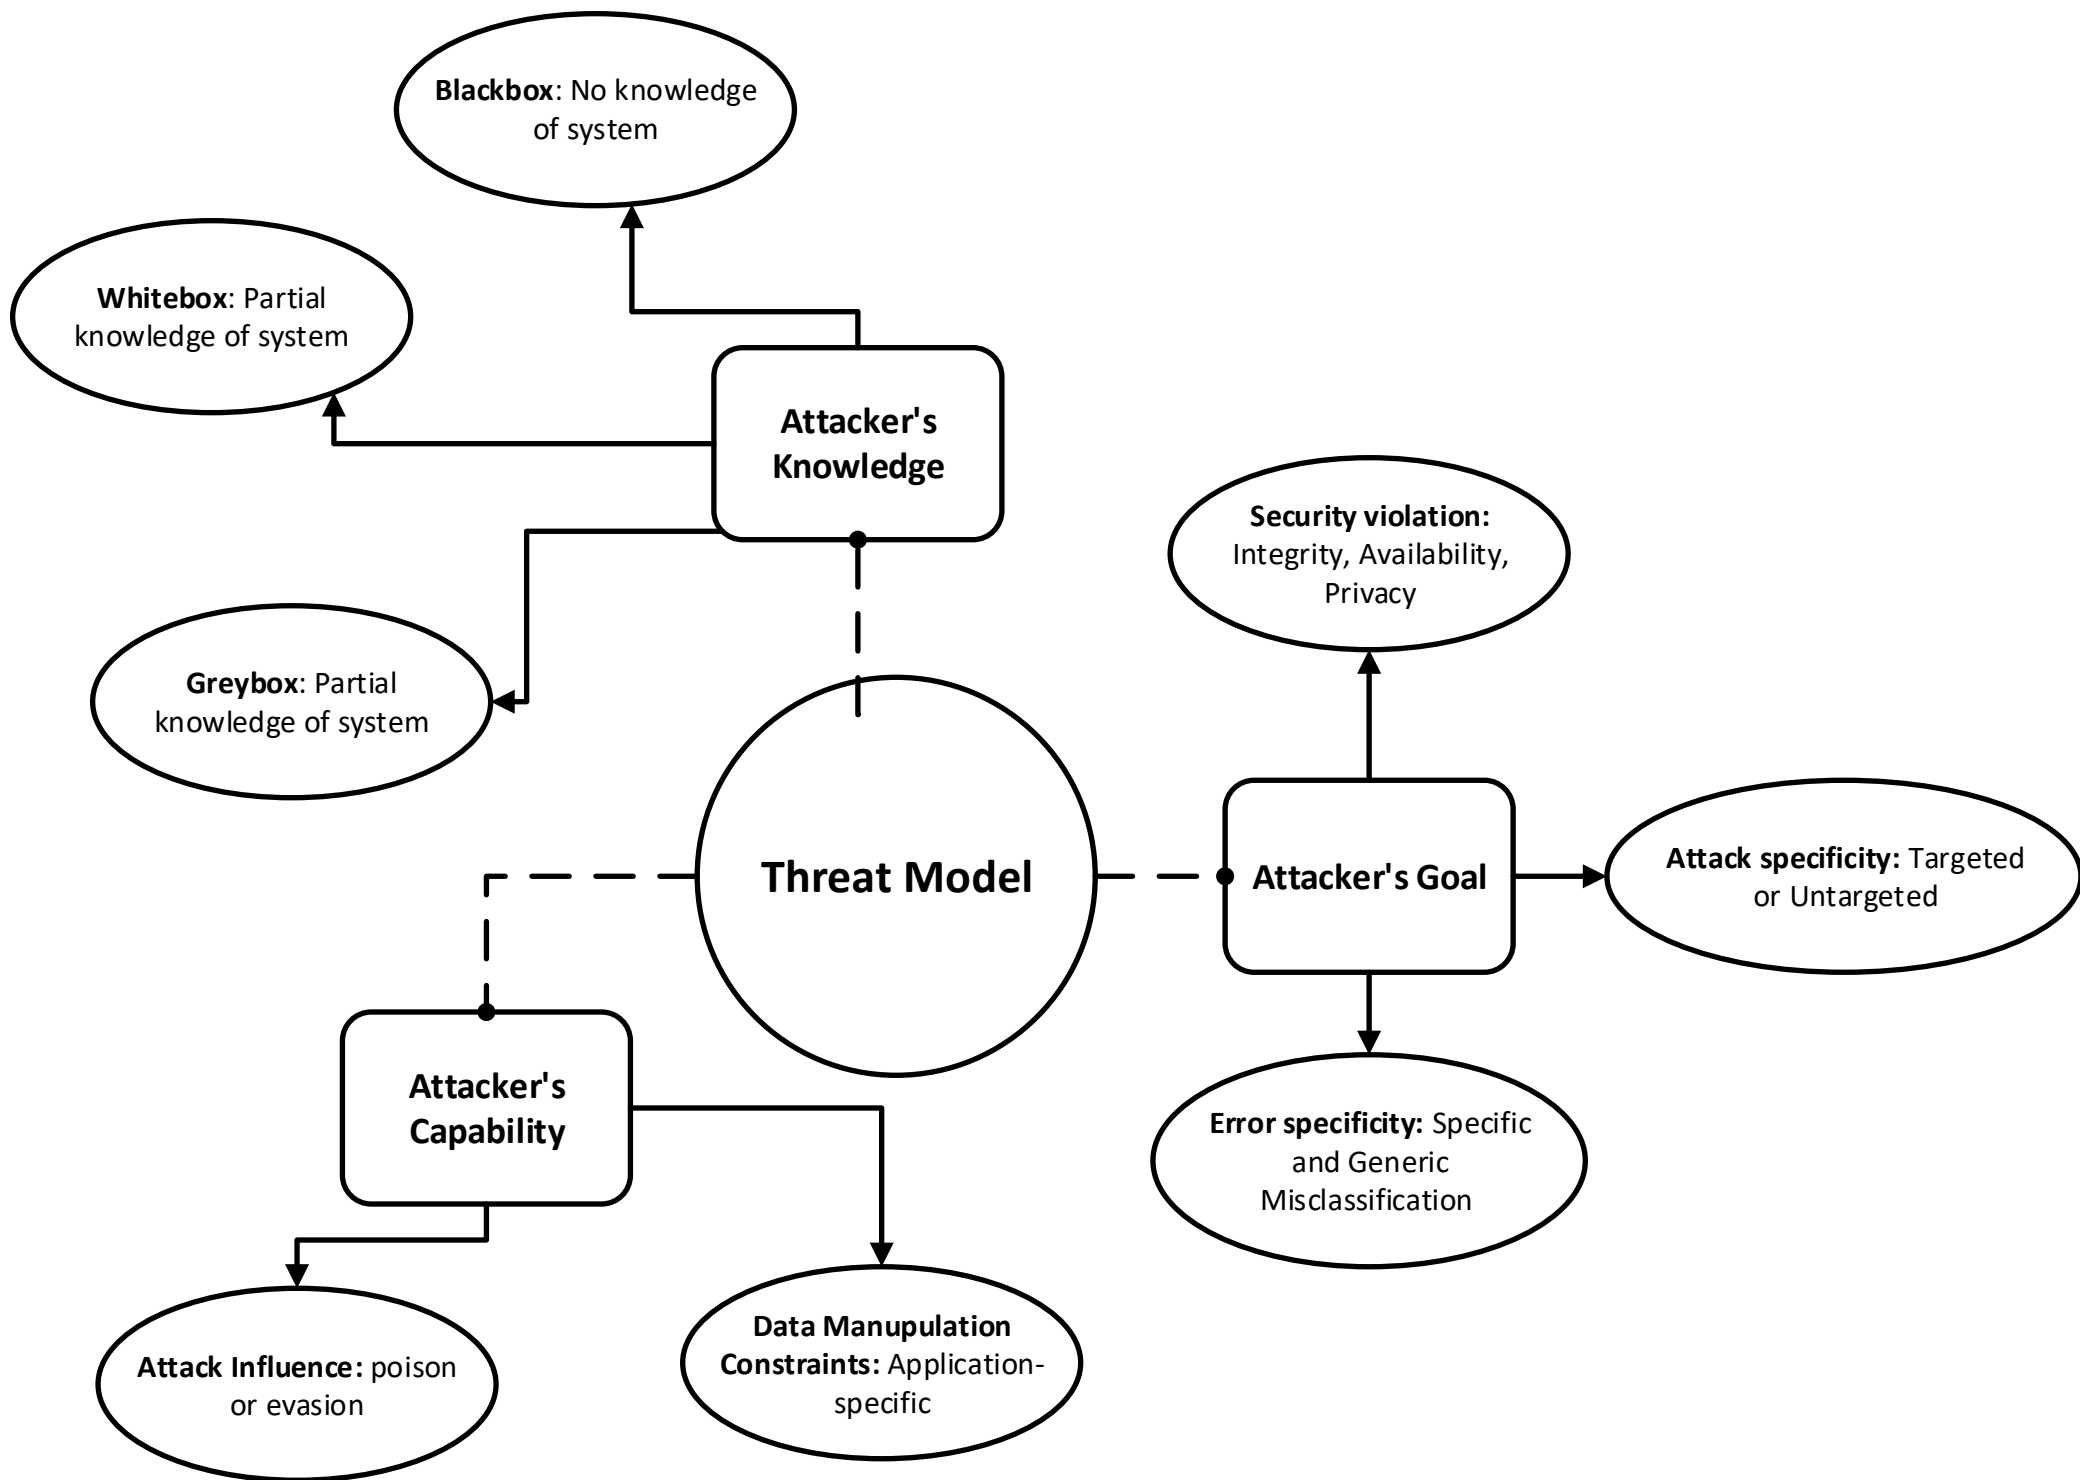 Blackbox: No knowledge
of system
Whitebox: Partial
knowledge of system
Attacker's
Knowledge
Greybox: Partial
knowledge of system
Security violation:
Integrity, Availability,
Privacy
Threat Model
Attacker's Goal
Attack specificity: Targeted
or Untargeted
Attacker's
Capability
Error specificity: Specific
and Generic
Misclassification
Attack Influence: poison
or evasion
Data Manupulation
Constraints: Application-
specific